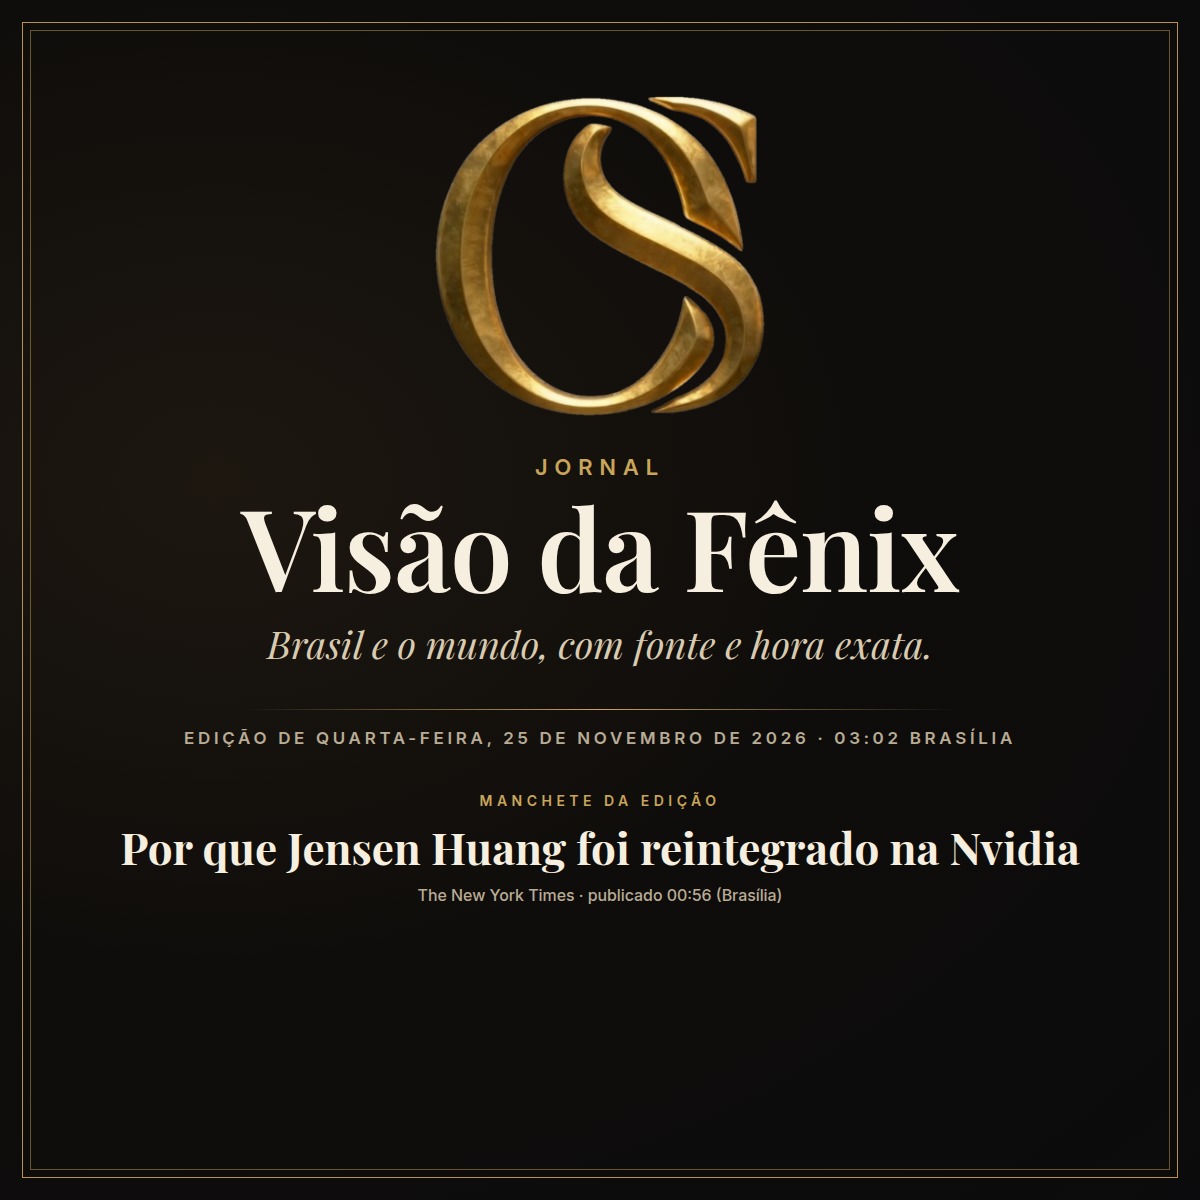 CS
JORNAL
Visão da Fênix
Brasil e o mundo, com fonte e hora exata.
EDIÇÃO DE QUARTA-FEIRA, 25 DE NOVEMBRO DE 2026 · 03:02 BRASÍLIA
MANCHETE DA EDIÇÃO
Por que Jensen Huang foi reintegrado na Nvidia
The New York Times · publicado 00:56 (Brasília)